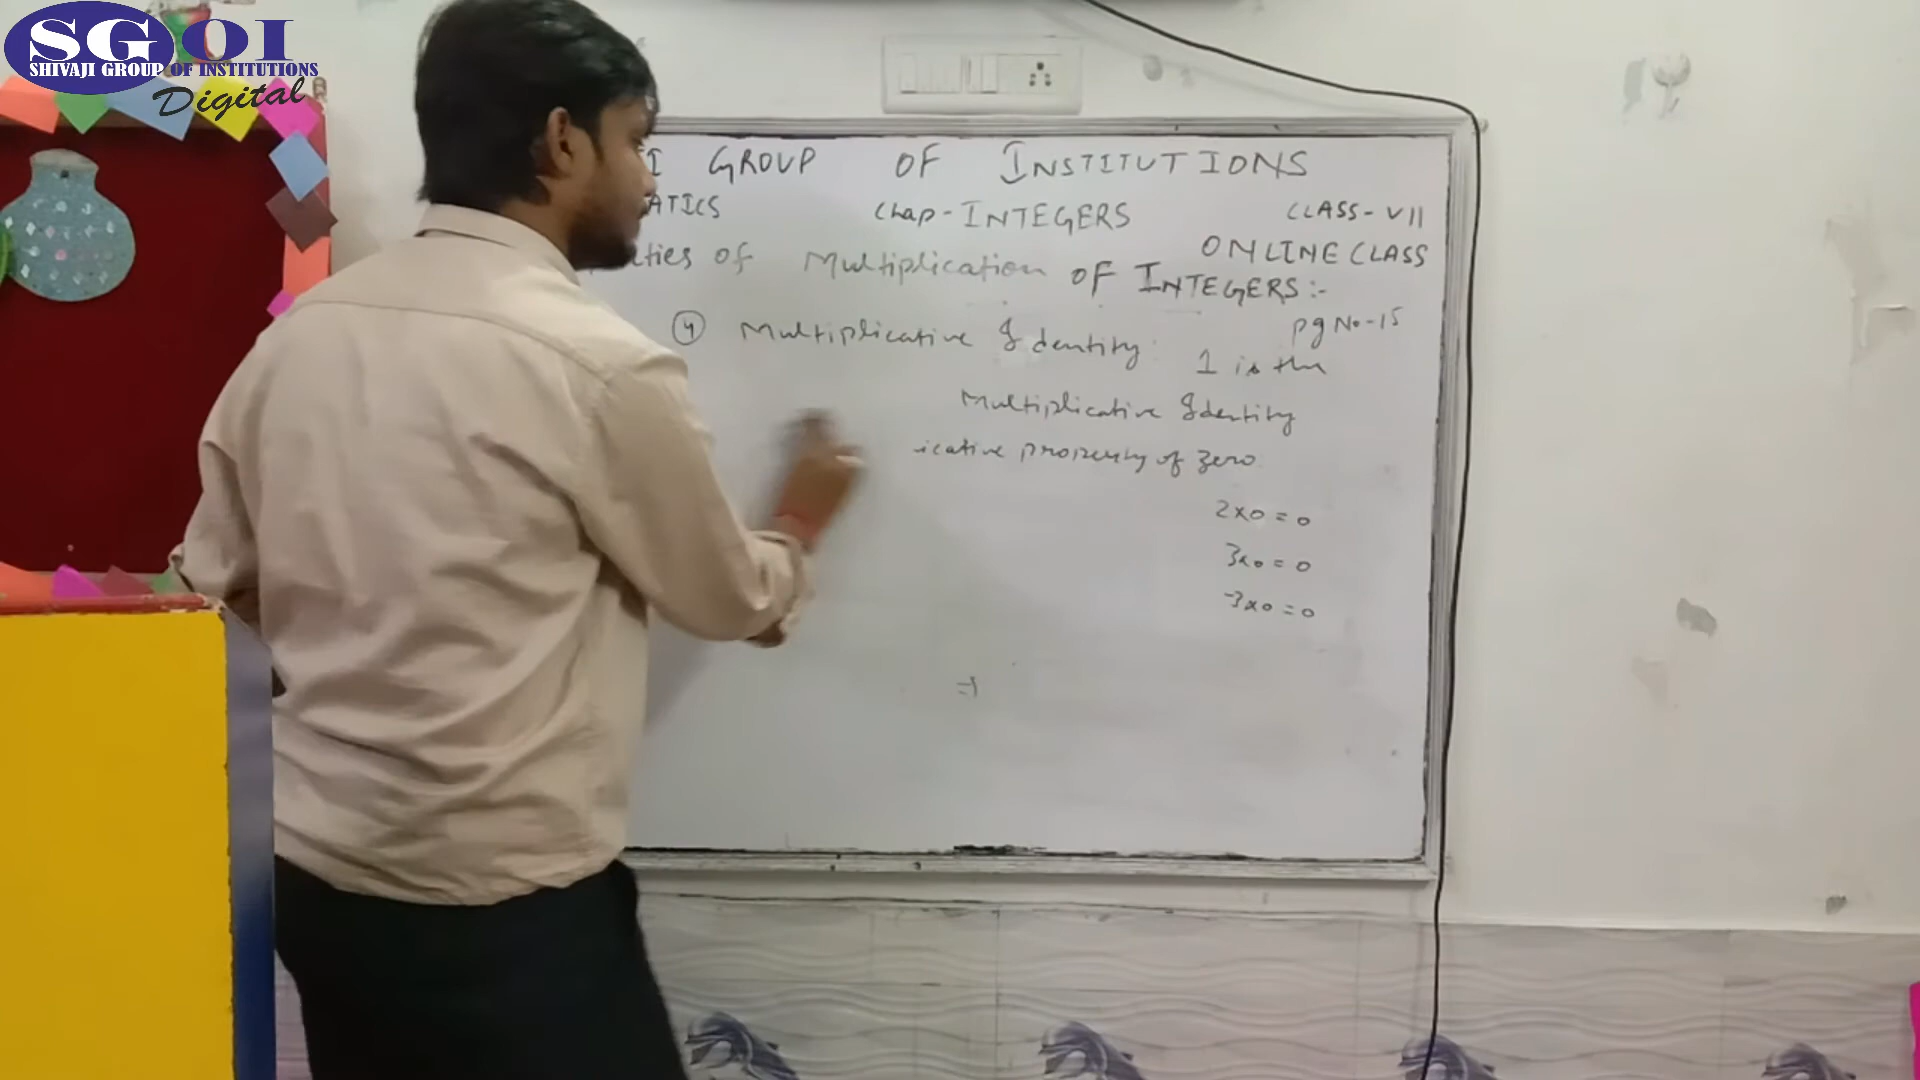 SGOI
SHIVAJI GROUP OF INSTITUTIONS
Digital
I GROUP OF INSTITUTIONS
ATICS Chap-INTEGERS CLASS-VII
ONLINE CLASS
ties of Multiplication OF INTEGERS:-
pg No-15
④ Multiplicative Identity: 1 is the
Multiplicative Identity
icative property of zero
2x0=0
3x0=0
-3x0=0